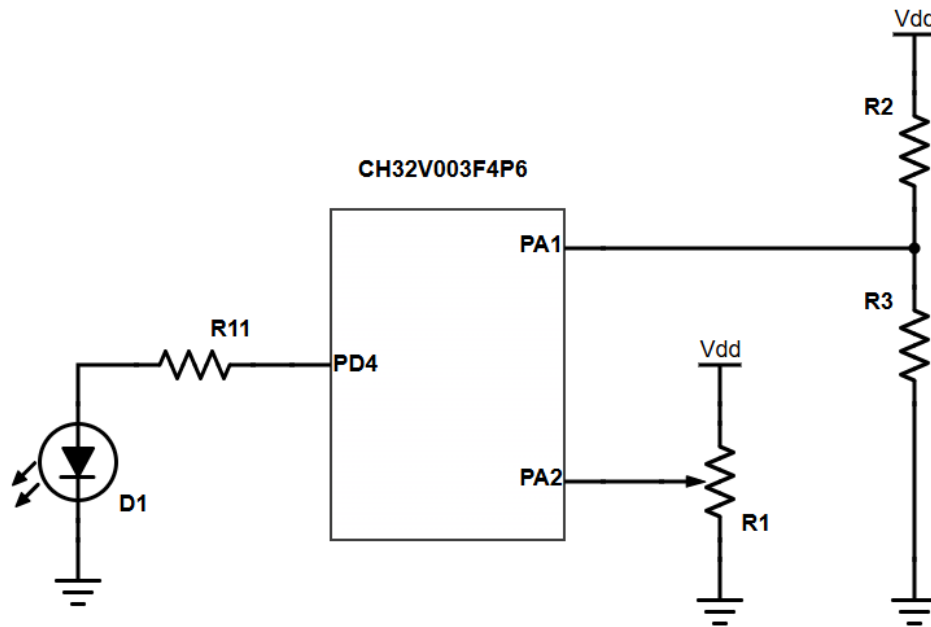 Vdd
R2
CH32V003F4P6
PA1
R3
R11
Vdd
PD4
PA2
D1
R1